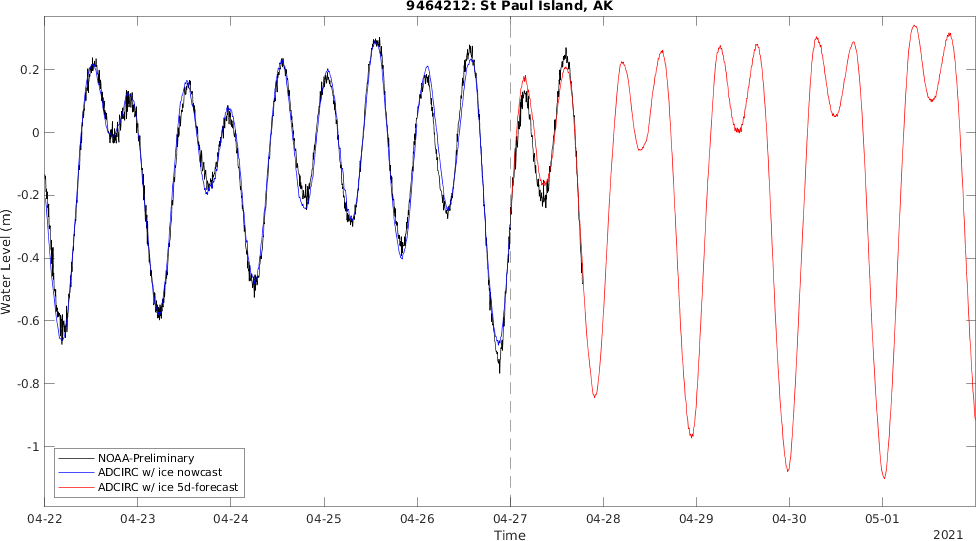 9464212: St Paul Island, AK
Water Level (m)
0.2
0
-0.2
-0.4
-0.6
-0.8
-1
NOAA-Preliminary
ADCIRC w/ ice nowcast
ADCIRC w/ ice 5d-forecast
04-22 04-23 04-24 04-25 04-26 04-27 04-28 04-29 04-30 05-01
Time
2021